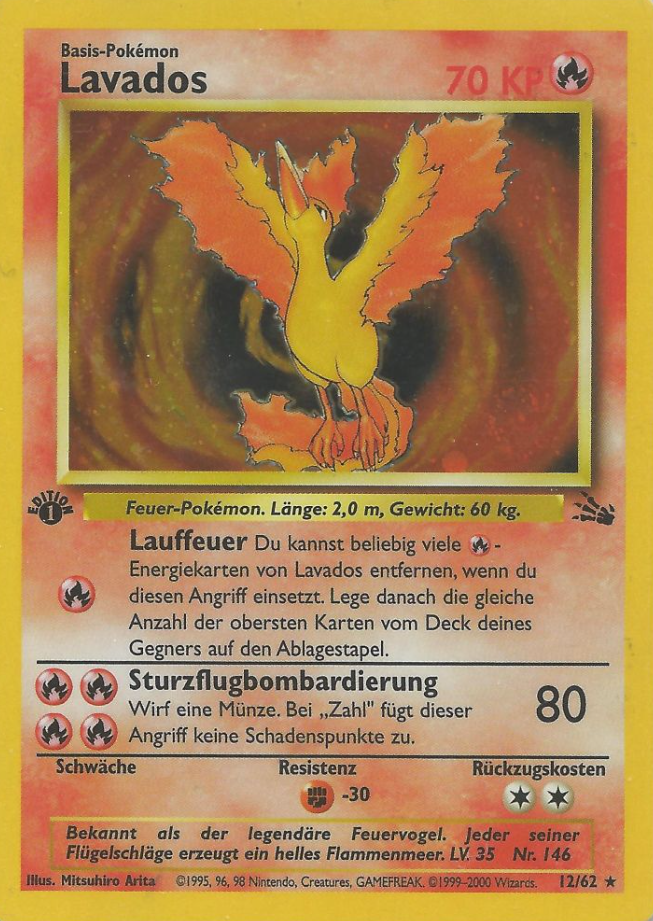 Basis-Pokémon
Lavados
70 KP
EDITION
1
Feuer-Pokémon. Länge: 2,0 m, Gewicht: 60 kg.
Lauffeuer Du kannst beliebig viele -
Energiekarten von Lavados entfernen, wenn du
diesen Angriff einsetzt. Lege danach die gleiche
Anzahl der obersten Karten vom Deck deines
Gegners auf den Ablagestapel.
Sturzflugbombardierung
80
Wirf eine Münze. Bei „Zahl" fügt dieser
Angriff keine Schadenspunkte zu.
Schwäche Resistenz Rückzugskosten
-30
Bekannt als der legendäre Feuervogel. Jeder seiner
Flügelschläge erzeugt ein helles Flammenmeer. LV. 35 Nr. 146
Illus. Mitsuhiro Arita ©1995, 96, 98 Nintendo, Creatures, GAMEFREAK. ©1999-2000 Wizards. 12/62 ★